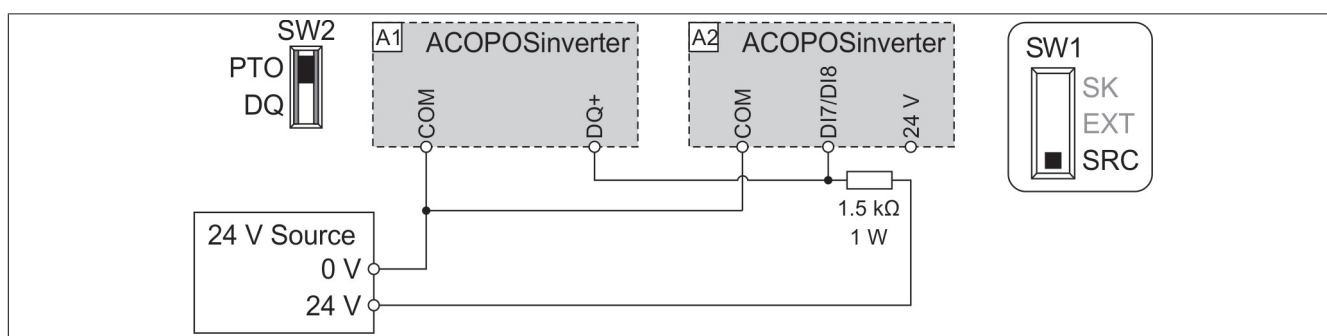 SW2
PTO
DQ
A1 ACOPOSinverter
COM
DQ+
A2 ACOPOSinverter
COM
DI7/DI8
24 V
1.5 kΩ
1 W
SW1
SK
EXT
SRC
24 V Source
0 V
24 V